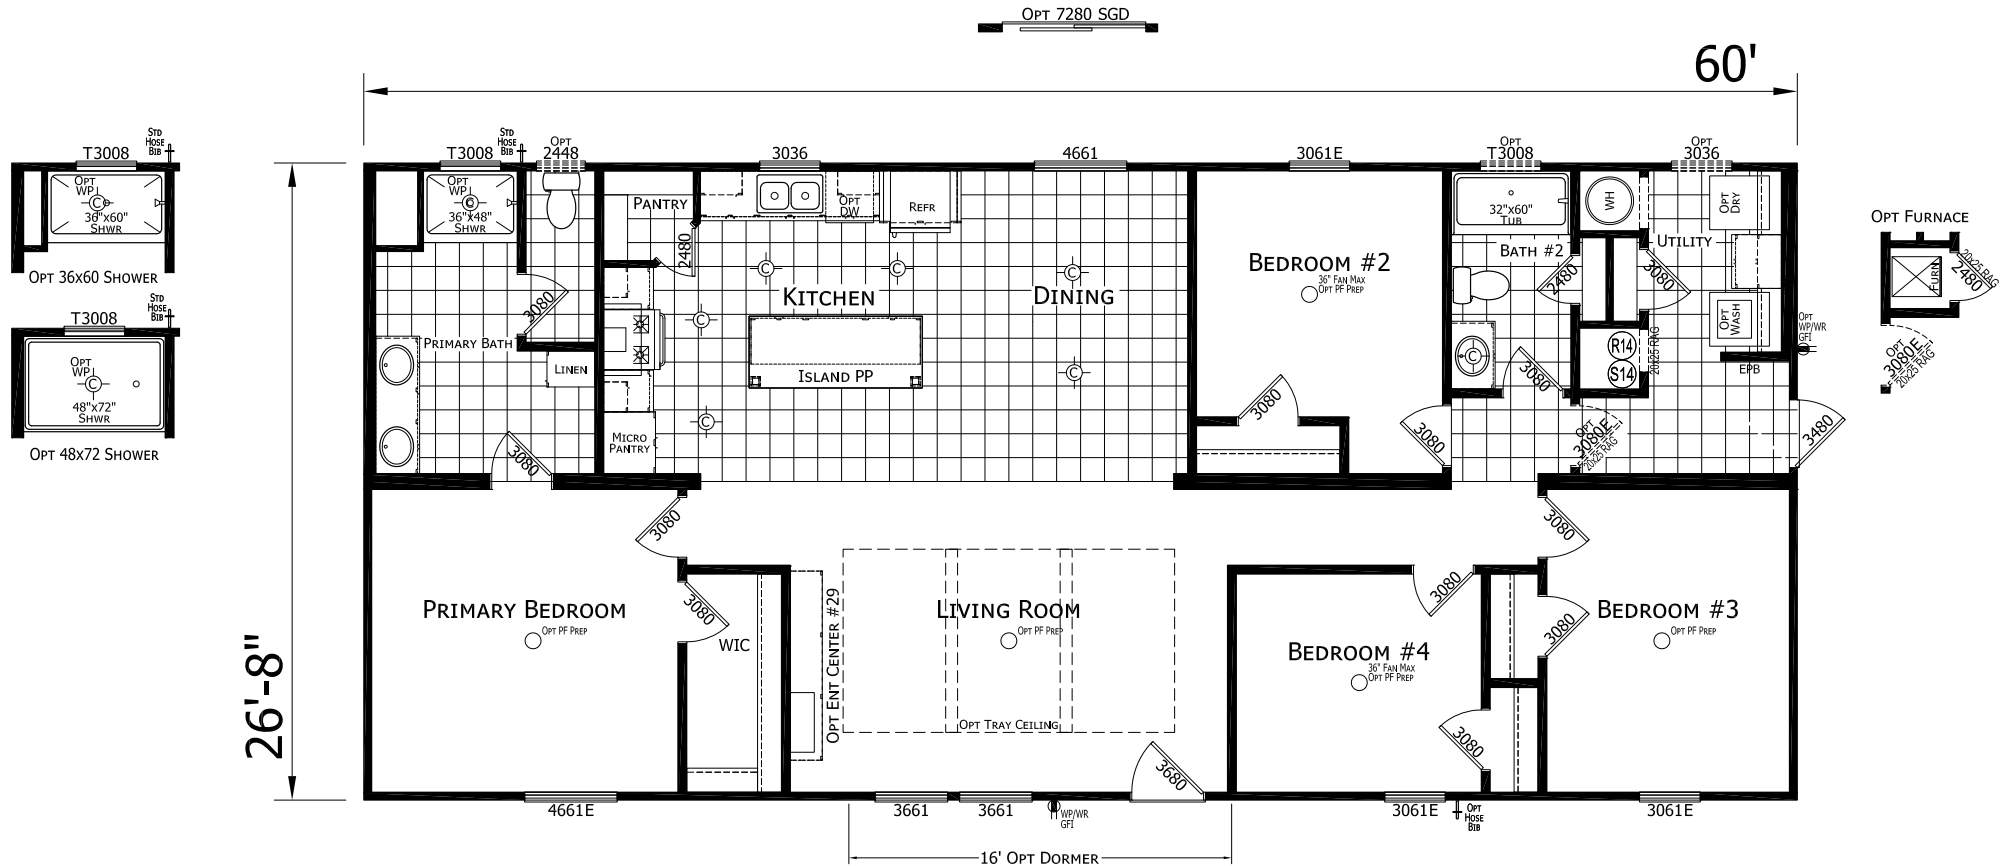 Opt 7280 SGD
60'
26'-8"
Std
Hose
Bib
T3008
Opt
WP
C
36"x60"
Shwr
Opt 36x60 Shower
Std
Hose
Bib
T3008
Opt
WP
C
48"x72"
Shwr
Opt 48x72 Shower
T3008
Std
Hose
Bib
Opt
2448
3036
4661
3061E
Opt
T3008
Opt
3036
Opt
WP
C
36"x48"
Shwr
3080
Primary Bath
Linen
3080
Pantry
2480
Opt
DW
Refr
C
C
C
C
C
C
Kitchen
Dining
Island PP
Micro
Pantry
Bedroom #2
36" Fan Max
Opt PF Prep
3080
3080
32"x60"
Tub
Bath #2
2480
C
3080
WH
Utility
Opt
Dry
3080
Opt
Wash
R14
S14
20x25 RAG
EPB
Opt
3080E
20x25 RAG
3480
Opt
WP/WR
GFI
Opt Furnace
Furn
2480
20x25 RAG
Opt
3080E
20x25 RAG
3080
Primary Bedroom
Opt PF Prep
3080
WIC
Opt Ent Center #29
Living Room
Opt PF Prep
Opt Tray Ceiling
3680
3080
Bedroom #4
36" Fan Max
Opt PF Prep
3080
3080
3080
Bedroom #3
Opt PF Prep
4661E
3661
3661
WP/WR
GFI
3061E
Opt
Hose
Bib
3061E
16' Opt Dormer